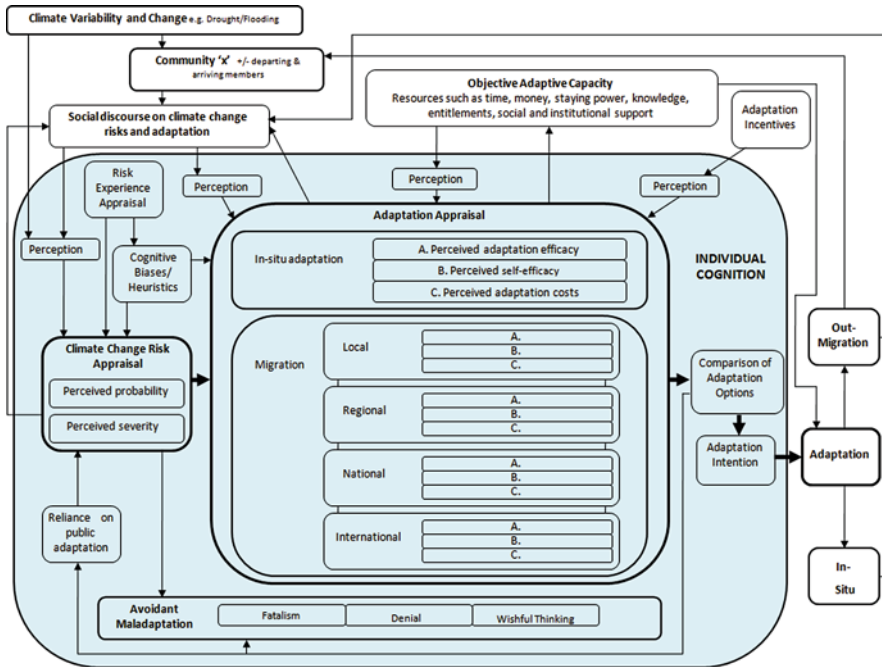 Climate Variability and Change e.g. Drought/Flooding
Community 'x' +/- departing &
arriving members
Social discourse on climate change
risks and adaptation
Objective Adaptive Capacity
Resources such as time, money, staying power, knowledge,
entitlements, social and institutional support
Adaptation
Incentives
Risk
Experience
Appraisal
Perception
Perception
Perception
Perception
Cognitive
Biases/
Heuristics
Adaptation Appraisal
In-situ adaptation
A. Perceived adaptation efficacy
B. Perceived self-efficacy
C. Perceived adaptation costs
INDIVIDUAL
COGNITION
Climate Change Risk
Appraisal
Perceived probability
Perceived severity
Migration
Local
A.
B.
C.
Regional
A.
B.
C.
National
A.
B.
C.
International
A.
B.
C.
Comparison of
Adaptation
Options
Adaptation
Intention
Out-
Migration
Adaptation
In-
Situ
Reliance on
public
adaptation
Avoidant
Maladaptation
Fatalism
Denial
Wishful Thinking